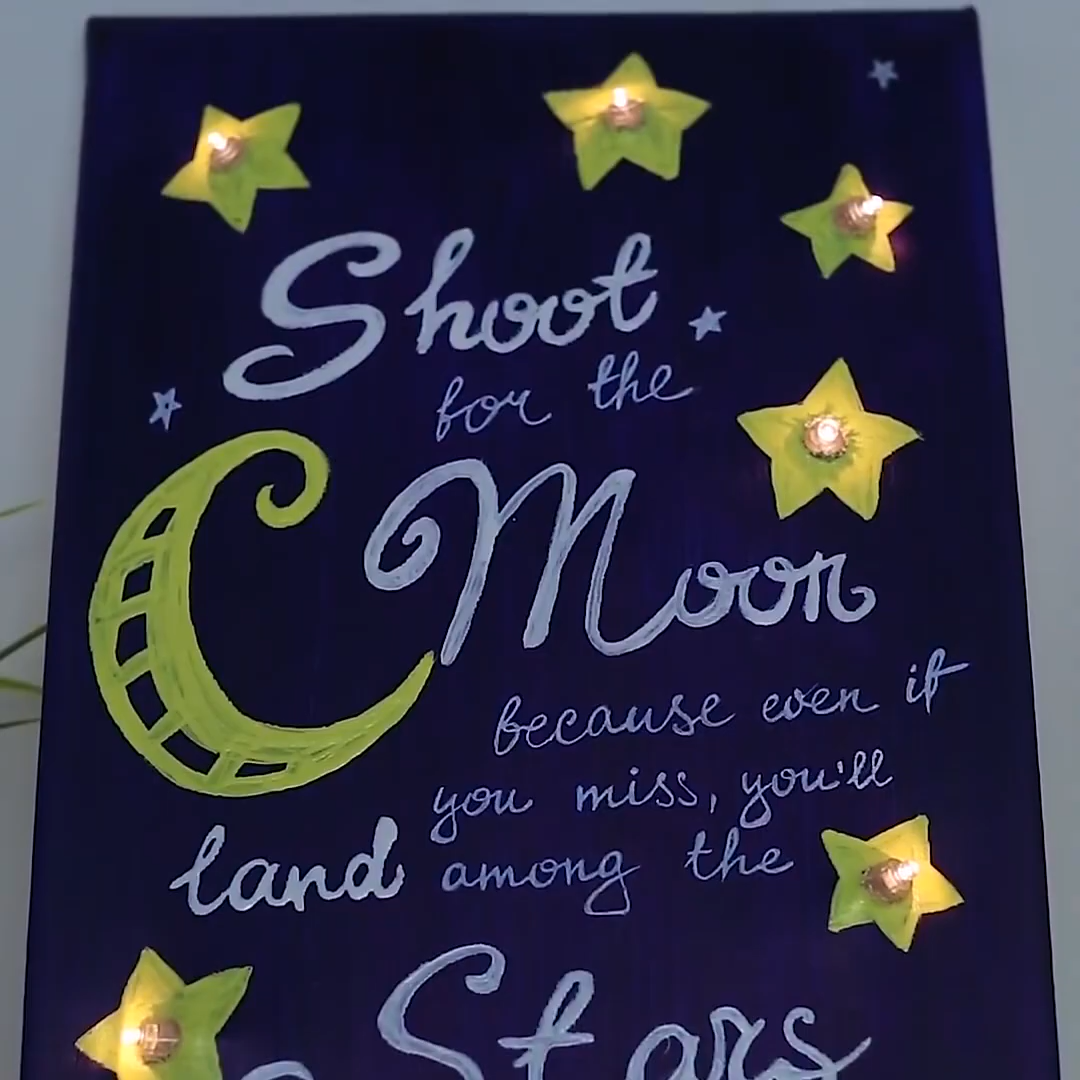 Shoot
for the
Moon
because even if
you miss, you'll
land among the
Stars